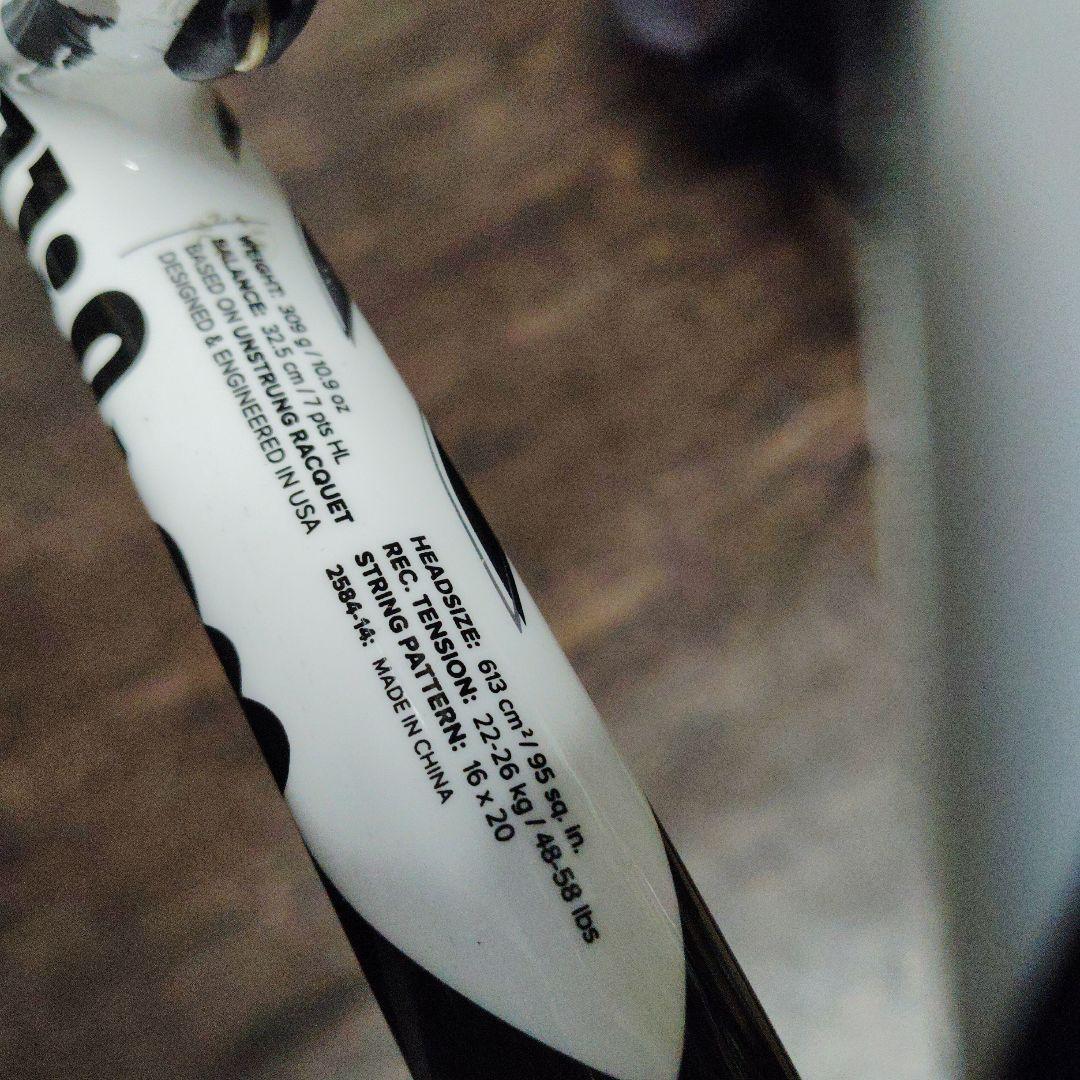 WEIGHT: 309 g / 10.9 oz
BALANCE: 32.5 cm / 7 pts HL
BASED ON UNSTRUNG RACQUET
DESIGNED & ENGINEERED IN USA
HEADSIZE: 613 cm² / 95 sq. in.
REC. TENSION: 22-26 kg / 48-58 lbs
STRING PATTERN: 16 x 20
2584-14: MADE IN CHINA